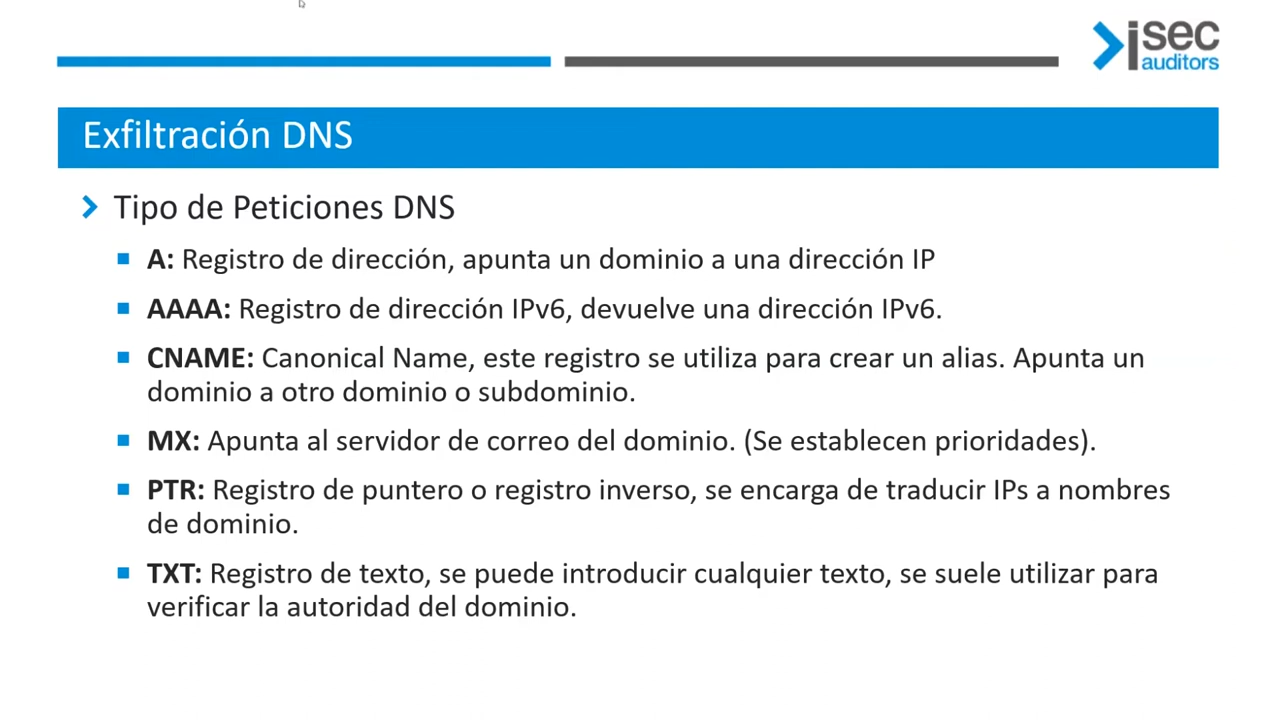 isec
auditors
Exfiltración DNS
Tipo de Peticiones DNS
A: Registro de dirección, apunta un dominio a una dirección IP
AAAA: Registro de dirección IPv6, devuelve una dirección IPv6.
CNAME: Canonical Name, este registro se utiliza para crear un alias. Apunta un
dominio a otro dominio o subdominio.
MX: Apunta al servidor de correo del dominio. (Se establecen prioridades).
PTR: Registro de puntero o registro inverso, se encarga de traducir IPs a nombres
de dominio.
TXT: Registro de texto, se puede introducir cualquier texto, se suele utilizar para
verificar la autoridad del dominio.